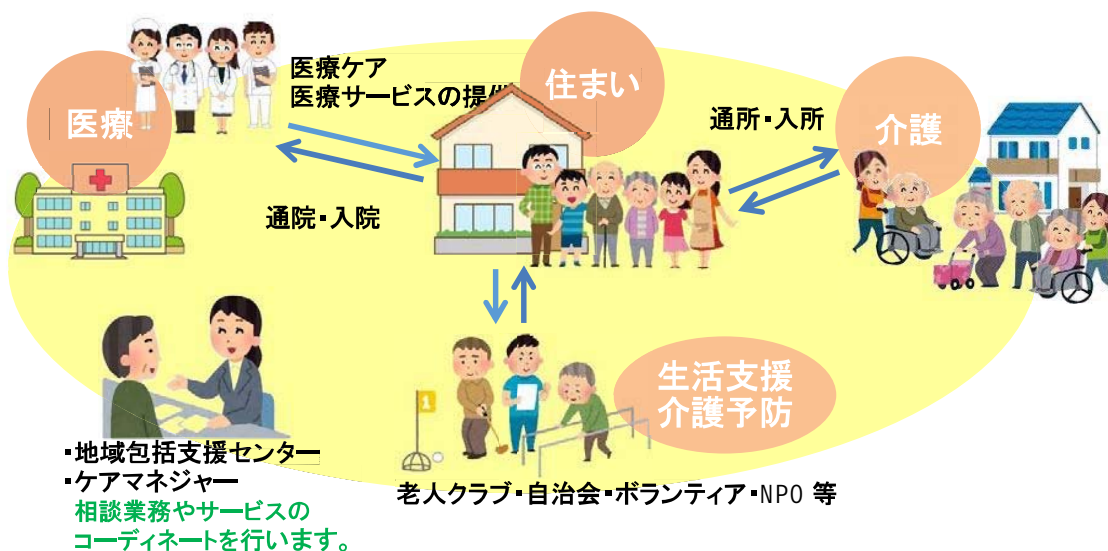 医療
医療ケア
医療サービスの提供
住まい
通所・入所
介護
通院・入院
生活支援
介護予防
1
・地域包括支援センター
・ケアマネジャー
相談業務やサービスの
コーディネートを行います。
老人クラブ・自治会・ボランティア・NPO 等